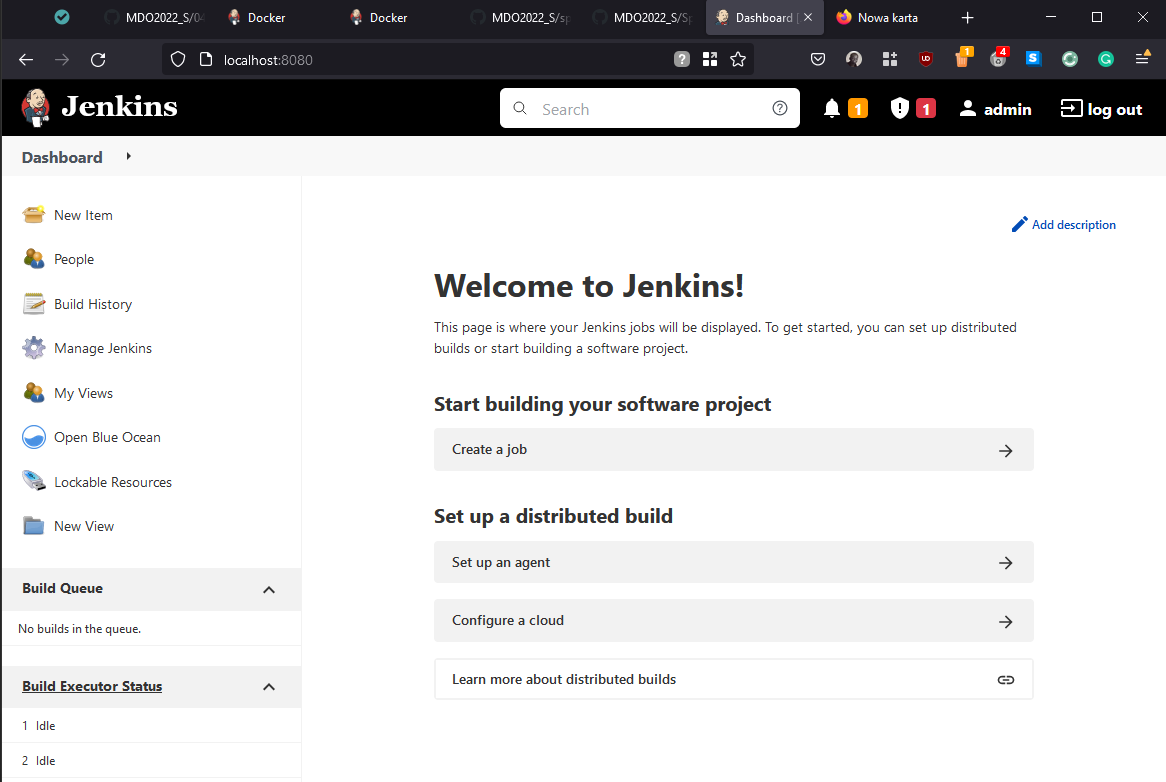 MDO2022_S/04
Docker
Docker
MDO2022_S/sp
MDO2022_S/Sp
Dashboard |
Nowa karta
localhost:8080
1
4
Jenkins
Search
1
1
admin
log out
Dashboard
New Item
People
Build History
Manage Jenkins
My Views
Open Blue Ocean
Lockable Resources
New View
Build Queue
No builds in the queue.
Build Executor Status
1 Idle
2 Idle
Add description
Welcome to Jenkins!
This page is where your Jenkins jobs will be displayed. To get started, you can set up distributed
builds or start building a software project.
Start building your software project
Create a job
Set up a distributed build
Set up an agent
Configure a cloud
Learn more about distributed builds